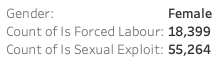 Gender: Female
Count of Is Forced Labour: 18,399
Count of Is Sexual Exploit: 55,264